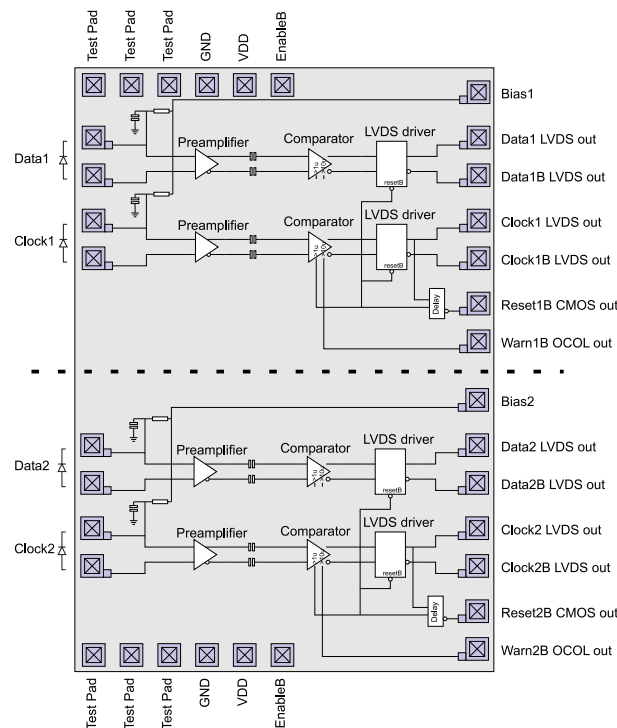 Test Pad
Test Pad
Test Pad
GND
VDD
EnableB
Bias1
LVDS driver
Comparator
Preamplifier
Data1
Data1 LVDS out
Data1B LVDS out
resetB
LVDS driver
Comparator
Preamplifier
Clock1
Clock1 LVDS out
Clock1B LVDS out
resetB
Delay
Reset1B CMOS out
Warn1B OCOL out
Bias2
LVDS driver
Comparator
Preamplifier
Data2
Data2 LVDS out
Data2B LVDS out
resetB
LVDS driver
Comparator
Preamplifier
Clock2
Clock2 LVDS out
Clock2B LVDS out
resetB
Delay
Reset2B CMOS out
Warn2B OCOL out
Test Pad
Test Pad
Test Pad
GND
VDD
EnableB